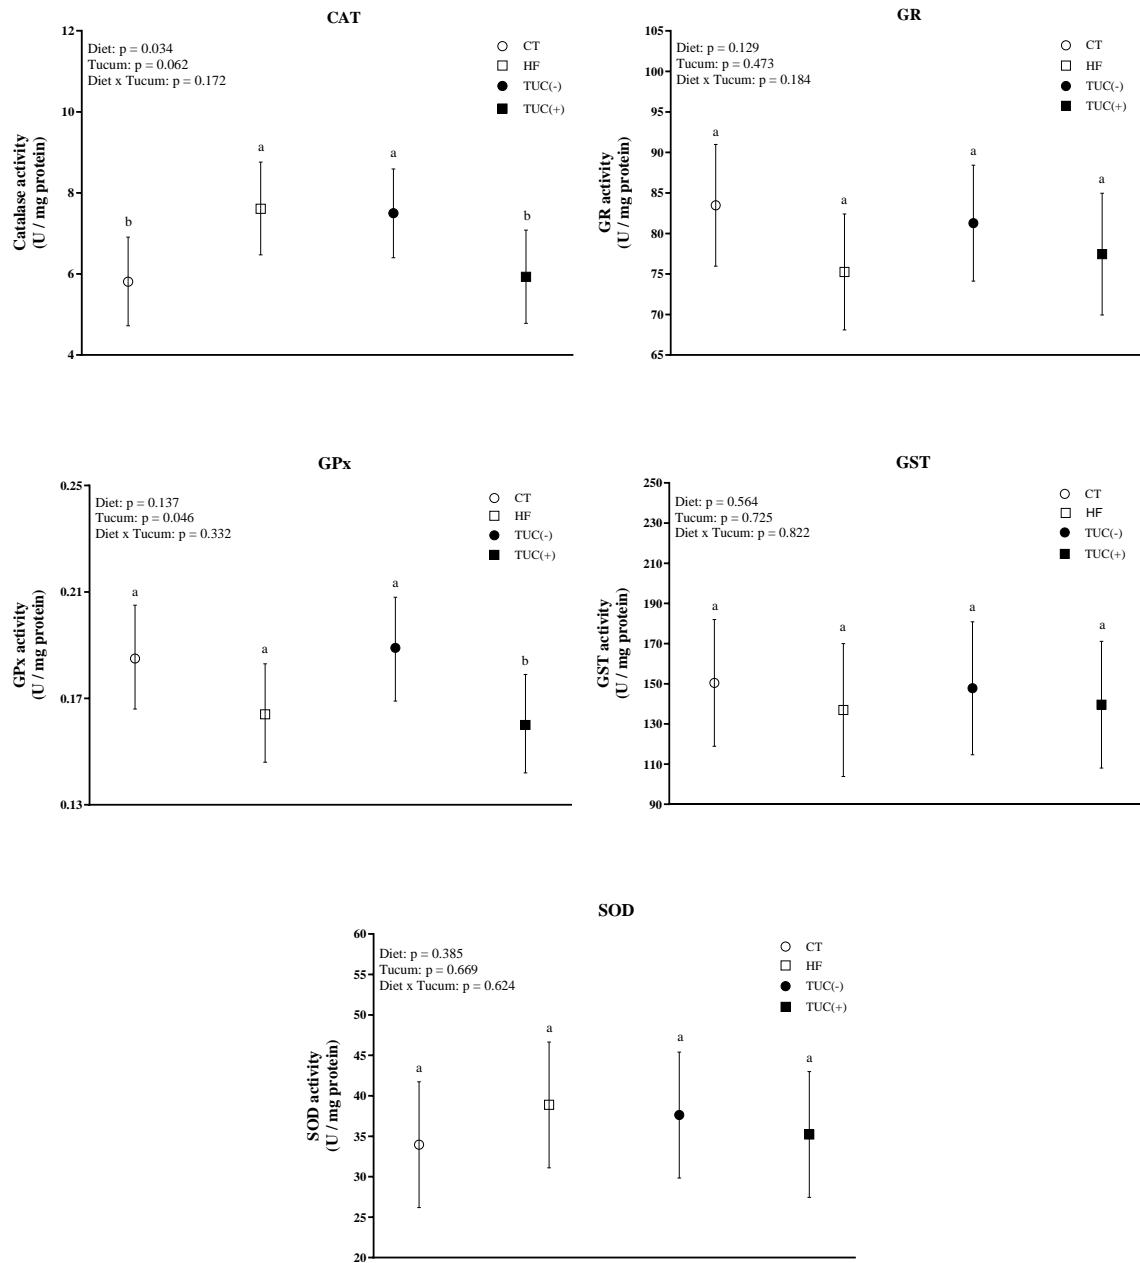 CAT
12
10
8
6
4
Catalase activity
(U / mg protein)
Diet: p = 0.034
Tucum: p = 0.062
Diet x Tucum: p = 0.172
CT
HF
TUC(-)
TUC(+)
b
a
a
b
GR
105
100
95
90
85
80
75
70
65
GR activity
(U / mg protein)
Diet: p = 0.129
Tucum: p = 0.473
Diet x Tucum: p = 0.184
CT
HF
TUC(-)
TUC(+)
a
a
a
a
GPx
0.25
0.21
0.17
0.13
GPx activity
(U / mg protein)
Diet: p = 0.137
Tucum: p = 0.046
Diet x Tucum: p = 0.332
CT
HF
TUC(-)
TUC(+)
a
a
a
b
GST
250
230
210
190
170
150
130
110
90
GST activity
(U / mg protein)
Diet: p = 0.564
Tucum: p = 0.725
Diet x Tucum: p = 0.822
CT
HF
TUC(-)
TUC(+)
a
a
a
a
SOD
60
55
50
45
40
35
30
25
20
SOD activity
(U / mg protein)
Diet: p = 0.385
Tucum: p = 0.669
Diet x Tucum: p = 0.624
CT
HF
TUC(-)
TUC(+)
a
a
a
a